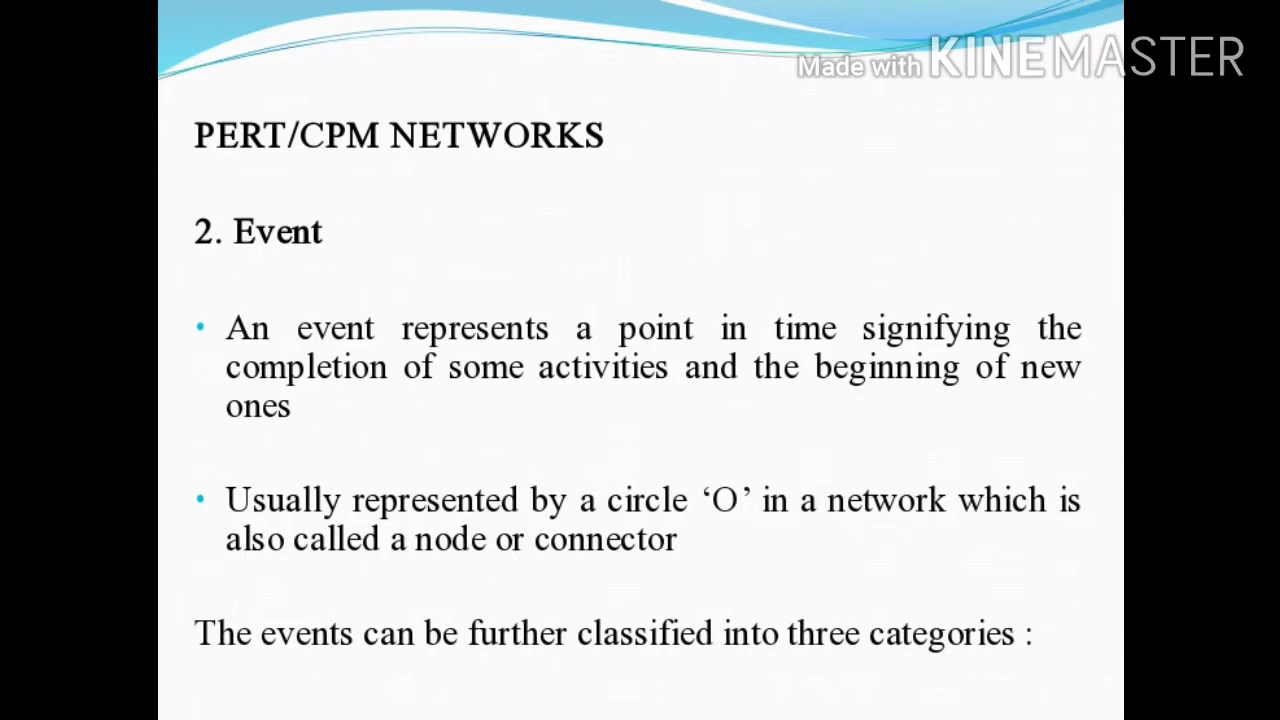 Made with KINEMASTER
PERT/CPM NETWORKS
2. Event
• An event represents a point in time signifying the
completion of some activities and the beginning of new
ones
• Usually represented by a circle ‘O’ in a network which is
also called a node or connector
The events can be further classified into three categories :